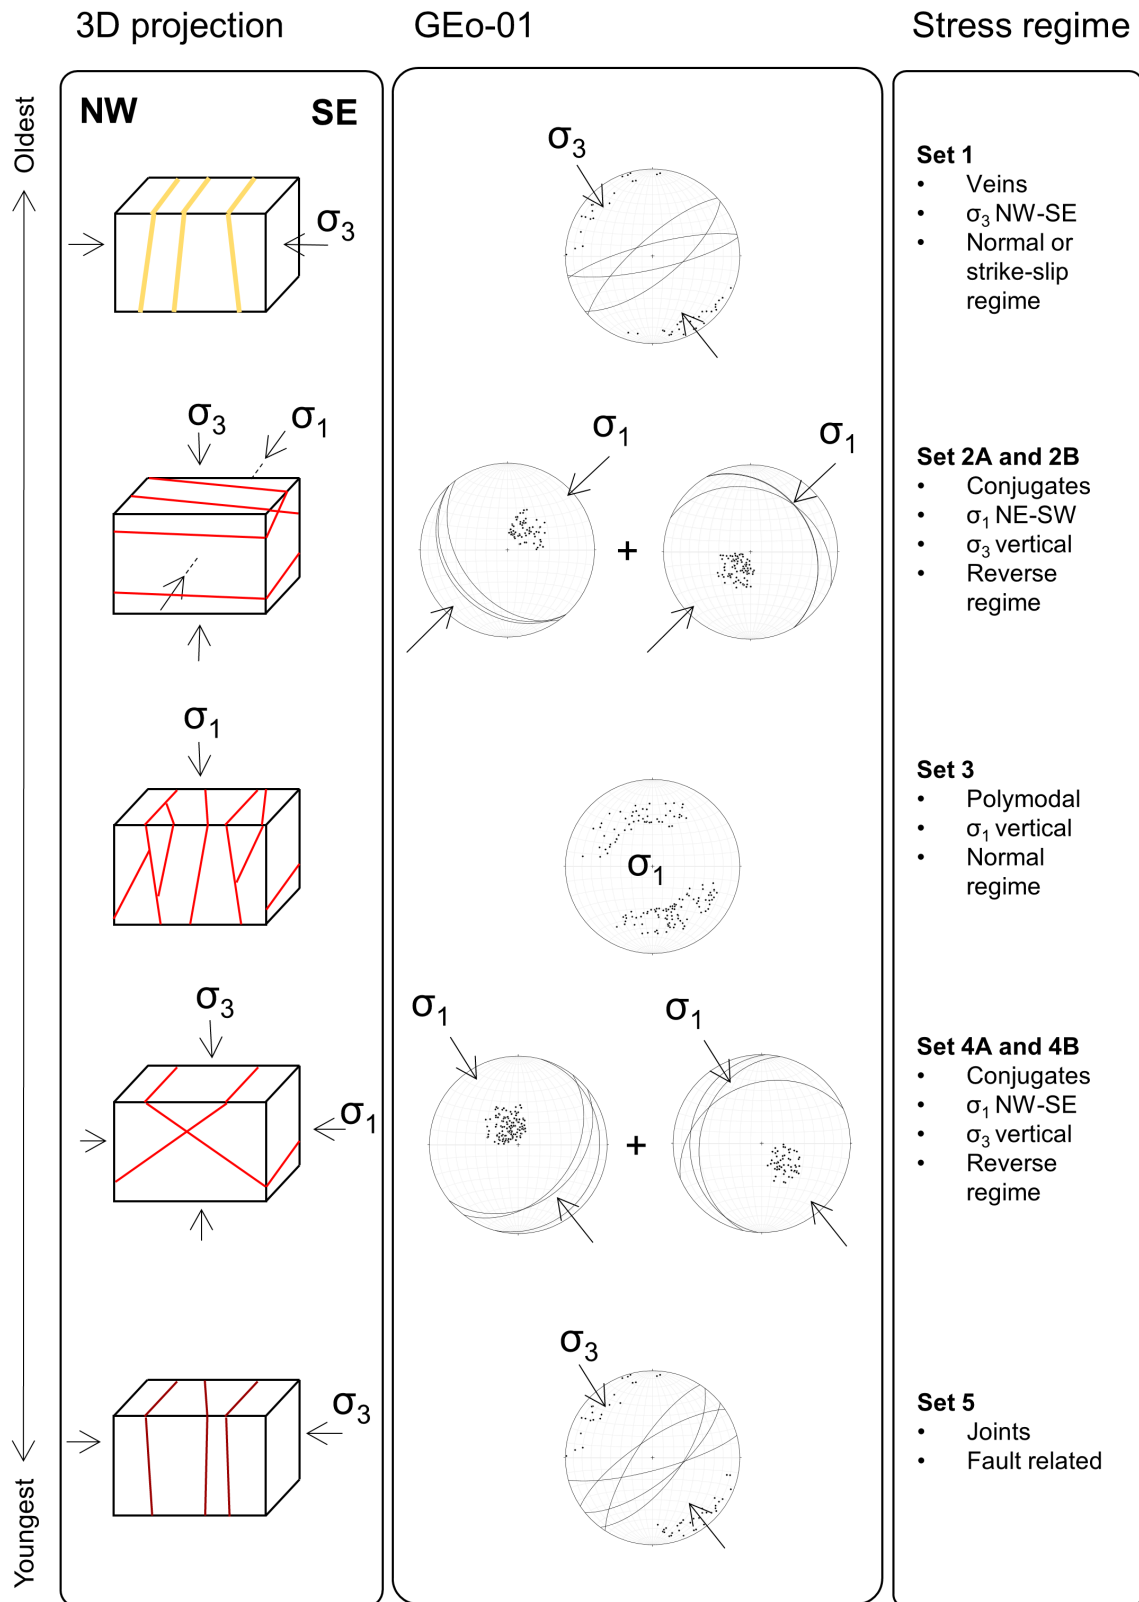 3D projection
GEo-01
Stress regime
Oldest
NW
SE
σ3
σ3
Set 1
• Veins
• σ3 NW-SE
• Normal or
strike-slip
regime
σ3
σ1
σ1
σ1
+
Set 2A and 2B
• Conjugates
• σ1 NE-SW
• σ3 vertical
• Reverse
regime
σ1
σ1
Set 3
• Polymodal
• σ1 vertical
• Normal
regime
σ3
σ1
σ1
σ1
+
Set 4A and 4B
• Conjugates
• σ1 NW-SE
• σ3 vertical
• Reverse
regime
σ3
σ3
Set 5
• Joints
• Fault related
Youngest